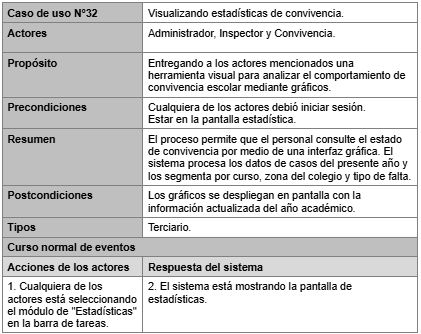 Caso de uso N°32 Visualizando estadísticas de convivencia.
Actores Administrador, Inspector y Convivencia.
Propósito Entregando a los actores mencionados una
herramienta visual para analizar el comportamiento de
convivencia escolar mediante gráficos.
Precondiciones Cualquiera de los actores debió iniciar sesión.
Estar en la pantalla estadística.
Resumen El proceso permite que el personal consulte el estado
de convivencia por medio de una interfaz gráfica. El
sistema procesa los datos de casos del presente año y
los segmenta por curso, zona del colegio y tipo de falta.
Postcondiciones Los gráficos se despliegan en pantalla con la
información actualizada del año académico.
Tipos Terciario.
Curso normal de eventos
Acciones de los actores Respuesta del sistema
1. Cualquiera de los
actores está seleccionando
el módulo de "Estadísticas"
en la barra de tareas.
2. El sistema está mostrando la pantalla de
estadísticas.